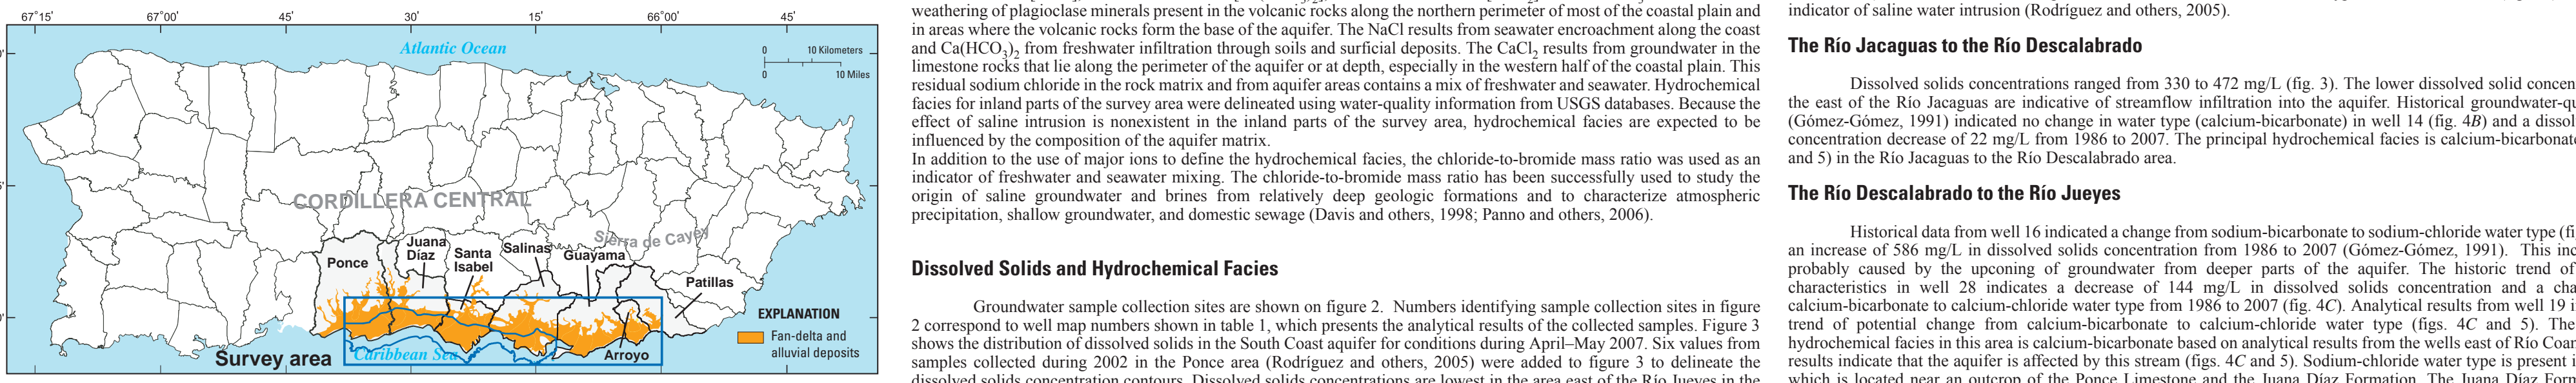 67°15'
67°00'
45'
30'
15'
66°00'
45'
Atlantic Ocean
0 10 Kilometers
0 10 Miles
CORDILLERA CENTRAL
Sierra de Cayey
Ponce
Juana
Díaz
Santa
Isabel
Salinas
Guayama
Patillas
Arroyo
Caribbean Sea
Survey area
EXPLANATION
Fan-delta and
alluvial deposits
weathering of plagioclase minerals present in the volcanic rocks along the northern perimeter of most of the coastal plain and
in areas where the volcanic rocks form the base of the aquifer. The NaCl results from seawater encroachment along the coast
and Ca(HCO3)2 from freshwater infiltration through soils and surficial deposits. The CaCl2 results from groundwater in the
limestone rocks that lie along the perimeter of the aquifer or at depth, especially in the western half of the coastal plain. This
residual sodium chloride in the rock matrix and from aquifer areas contains a mix of freshwater and seawater. Hydrochemical
facies for inland parts of the survey area were delineated using water-quality information from USGS databases. Because the
effect of saline intrusion is nonexistent in the inland parts of the survey area, hydrochemical facies are expected to be
influenced by the composition of the aquifer matrix.
In addition to the use of major ions to define the hydrochemical facies, the chloride-to-bromide mass ratio was used as an
indicator of freshwater and seawater mixing. The chloride-to-bromide mass ratio has been successfully used to study the
origin of saline groundwater and brines from relatively deep geologic formations and to characterize atmospheric
precipitation, shallow groundwater, and domestic sewage (Davis and others, 1998; Panno and others, 2006).
Dissolved Solids and Hydrochemical Facies
Groundwater sample collection sites are shown on figure 2. Numbers identifying sample collection sites in figure
2 correspond to well map numbers shown in table 1, which presents the analytical results of the collected samples. Figure 3
shows the distribution of dissolved solids in the South Coast aquifer for conditions during April–May 2007. Six values from
samples collected during 2002 in the Ponce area (Rodríguez and others, 2005) were added to figure 3 to delineate the
dissolved solids concentration contours. Dissolved solids concentrations are lowest in the area east of the Río Jueyes in the
indicator of saline water intrusion (Rodríguez and others, 2005).
The Río Jacaguas to the Río Descalabrado
Dissolved solids concentrations ranged from 330 to 472 mg/L (fig. 3). The lower dissolved solid concen
the east of the Río Jacaguas are indicative of streamflow infiltration into the aquifer. Historical groundwater-qu
(Gómez-Gómez, 1991) indicated no change in water type (calcium-bicarbonate) in well 14 (fig. 4B) and a dissol
concentration decrease of 22 mg/L from 1986 to 2007. The principal hydrochemical facies is calcium-bicarbonate
and 5) in the Río Jacaguas to the Río Descalabrado area.
The Río Descalabrado to the Río Jueyes
Historical data from well 16 indicated a change from sodium-bicarbonate to sodium-chloride water type (fi
an increase of 586 mg/L in dissolved solids concentration from 1986 to 2007 (Gómez-Gómez, 1991). This inc
probably caused by the upconing of groundwater from deeper parts of the aquifer. The historic trend of
characteristics in well 28 indicates a decrease of 144 mg/L in dissolved solids concentration and a cha
calcium-bicarbonate to calcium-chloride water type from 1986 to 2007 (fig. 4C). Analytical results from well 19 i
trend of potential change from calcium-bicarbonate to calcium-chloride water type (figs. 4C and 5). The
hydrochemical facies in this area is calcium-bicarbonate based on analytical results from the wells east of Río Coan
results indicate that the aquifer is affected by this stream (figs. 4C and 5). Sodium-chloride water type is present i
which is located near an outcrop of the Ponce Limestone and the Juana Díaz Formation. The Juana Díaz Form